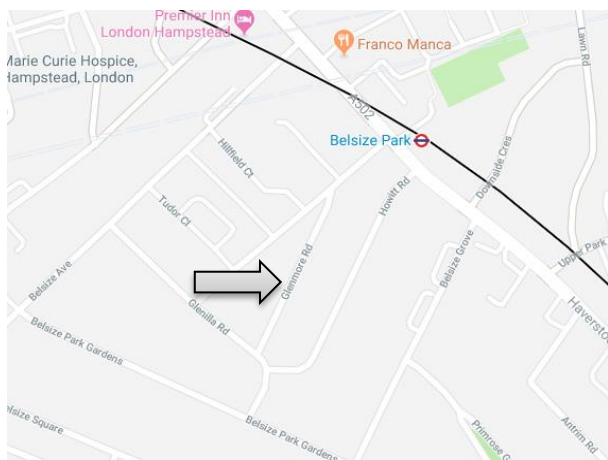 Premier Inn
London Hampstead
Franco Manca
Marie Curie Hospice,
Hampstead, London
A502
Lawn Rd
Belsize Park
Hillfield Ct
Downside Cres
Howitt Rd
Tudor Ct
Belsize Grove
Upper Park
Glenmore Rd
Belsize Ave
Glenilla Rd
Haverstoc
Belsize Park Gardens
Belsize Park Gardens
elsize Square
Primrose G
Antrim Rd